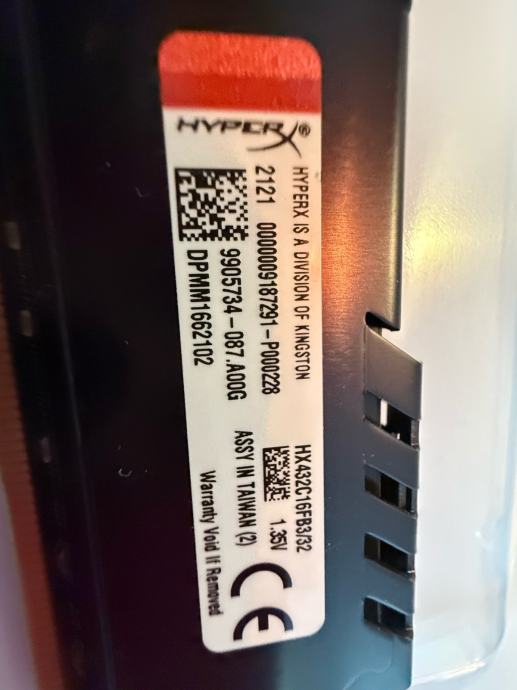 HYPERX®
HYPERX IS A DIVISION OF KINGSTON
2121 0000009187291-P000228
9905734-087.A00G
DPMM1662102
HX432C16FB3/32
1.35V
ASSY IN TAIWAN (2)
Warranty Void If Removed
CE